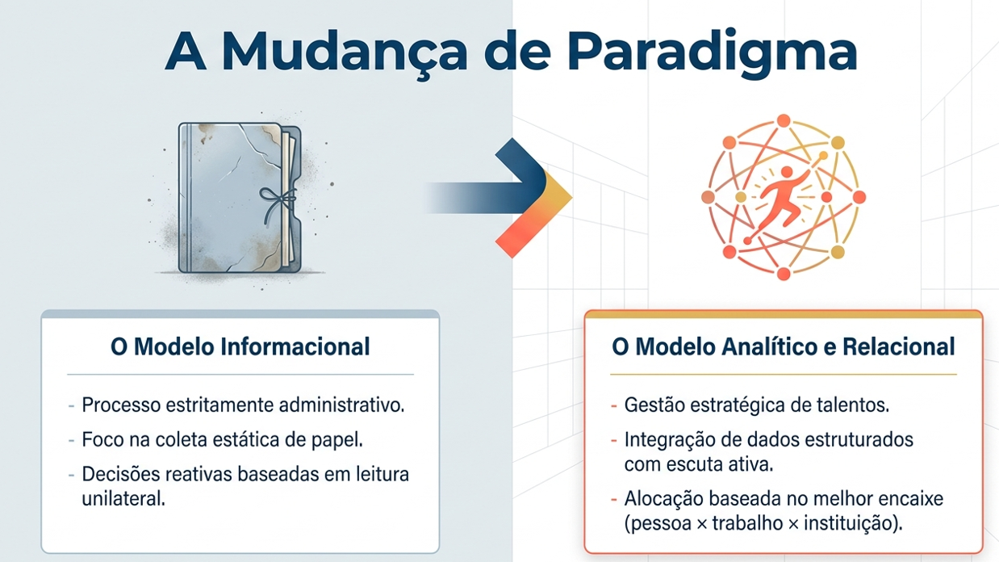 A Mudança de Paradigma
O Modelo Informacional
- Processo estritamente administrativo.
- Foco na coleta estática de papel.
- Decisões reativas baseadas em leitura
unilateral.
O Modelo Analítico e Relacional
- Gestão estratégica de talentos.
- Integração de dados estruturados
com escuta ativa.
- Alocação baseada no melhor encaixe
(pessoa × trabalho × instituição).